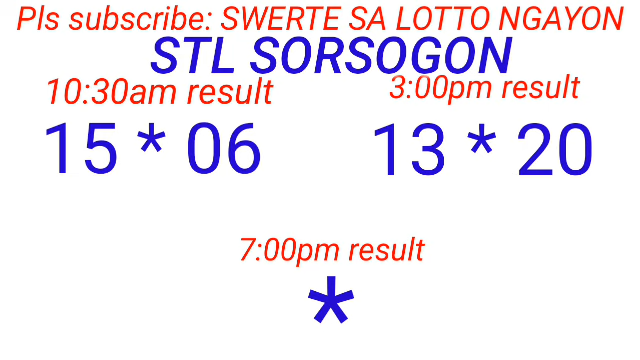 Pls subscribe: SWERTE SA LOTTO NGAYON
STL SORSOGON
10:30am result 3:00pm result
15 * 06 13 * 20
7:00pm result
*